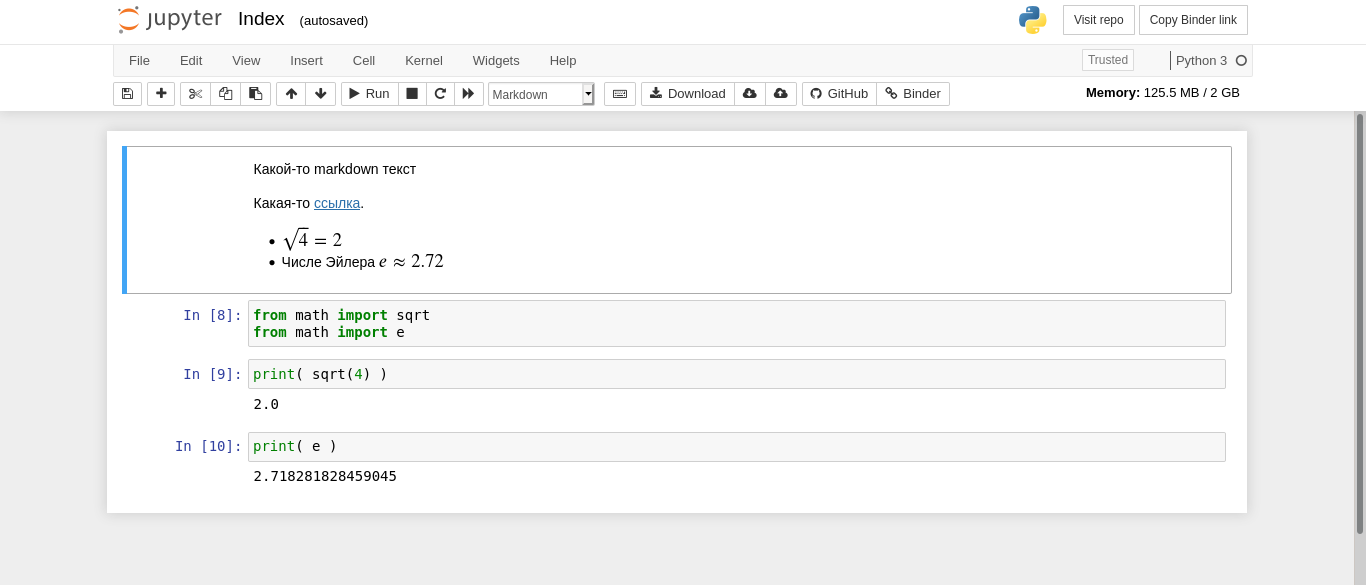 jupyter Index (autosaved) Visit repo Copy Binder link
File Edit View Insert Cell Kernel Widgets Help Trusted Python 3
Run Markdown Download GitHub Binder Memory: 125.5 MB / 2 GB
Какой-то markdown текст
Какая-то ссылка.
• √4 = 2
• Числе Эйлера e ≈ 2.72
In [8]: from math import sqrt
from math import e
In [9]: print( sqrt(4) )
2.0
In [10]: print( e )
2.718281828459045